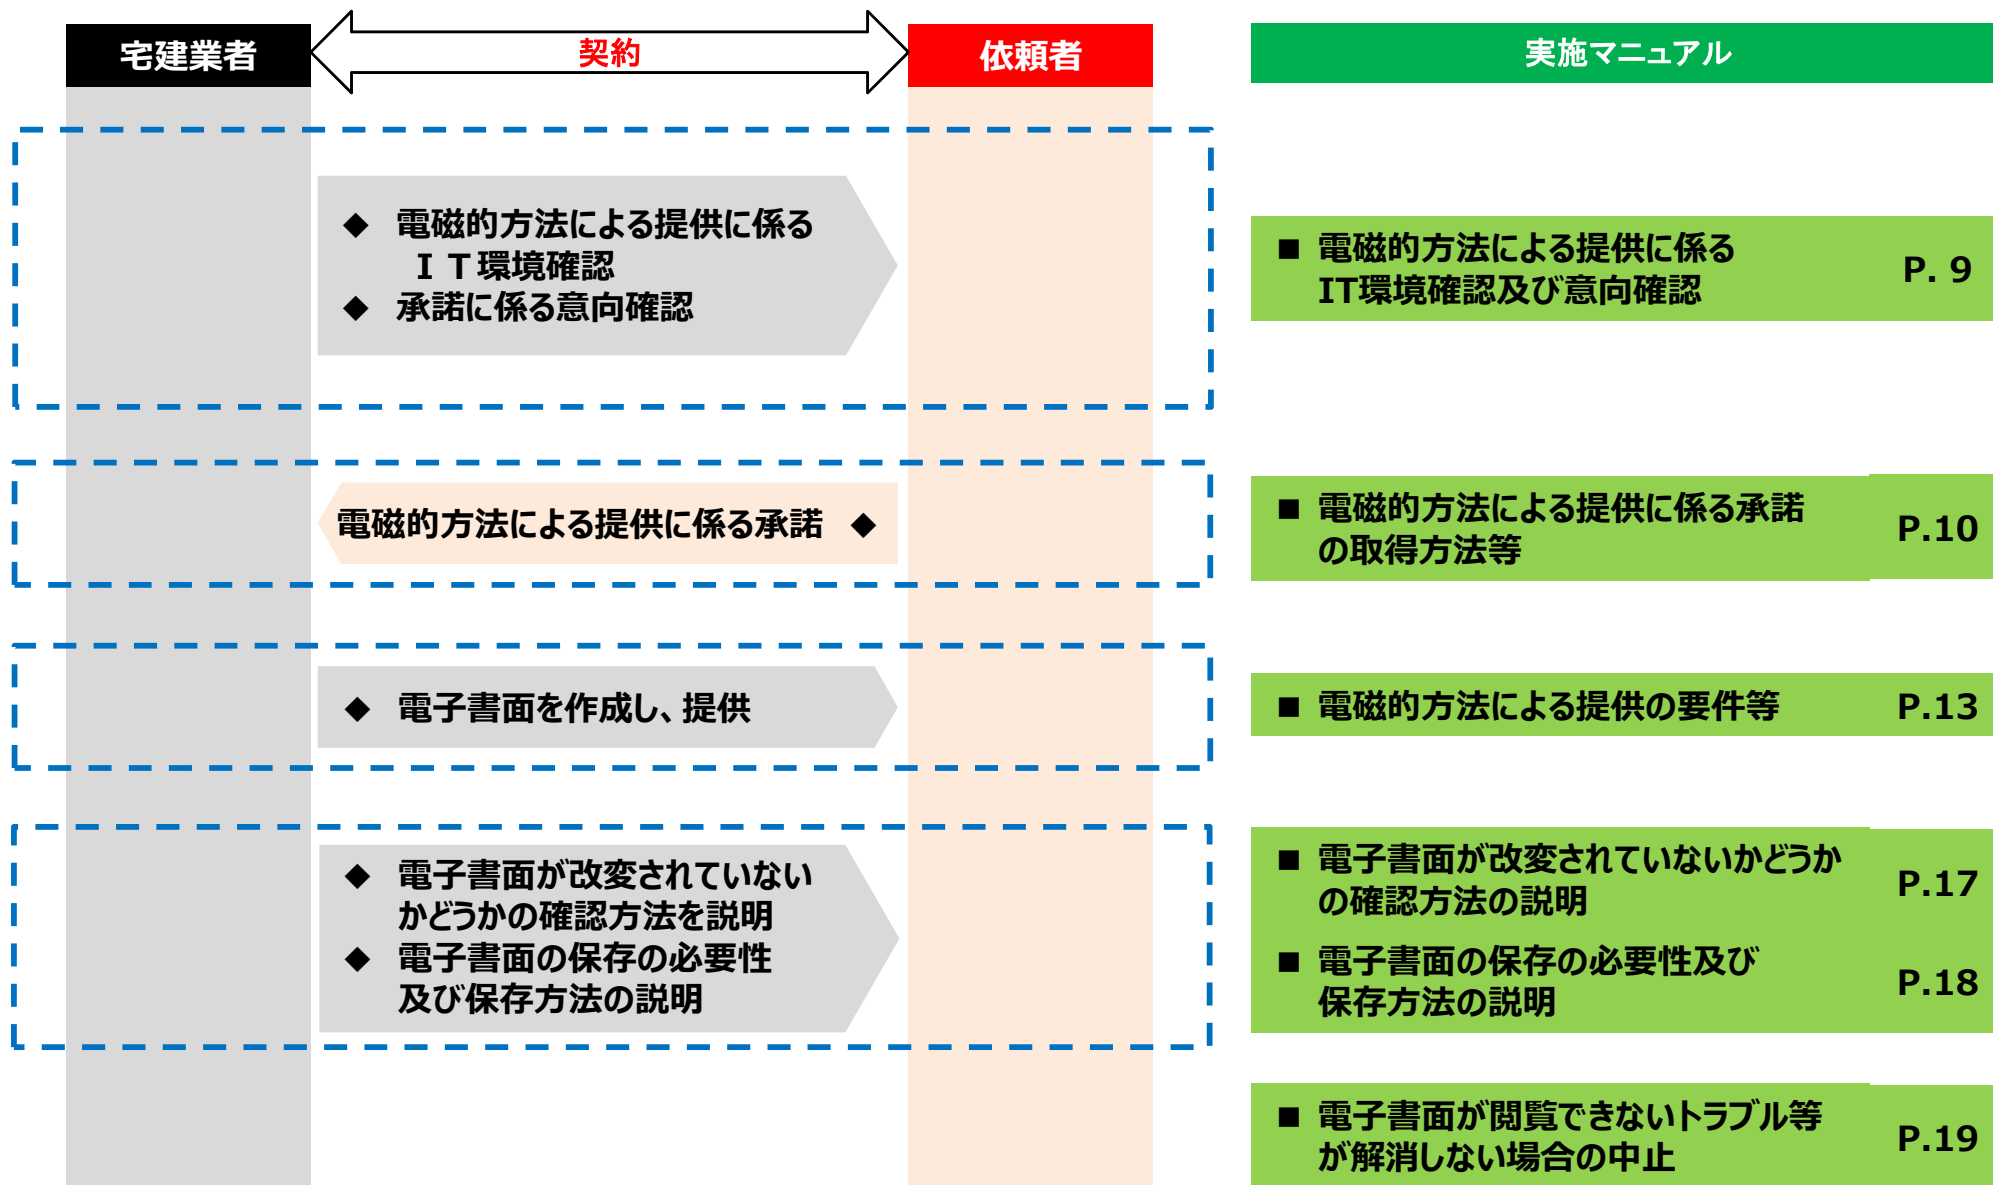 宅建業者
契約
依頼者
実施マニュアル
◆ 電磁的方法による提供に係る
ＩＴ環境確認
◆ 承諾に係る意向確認
■ 電磁的方法による提供に係る
IT環境確認及び意向確認
P. 9
電磁的方法による提供に係る承諾 ◆
■ 電磁的方法による提供に係る承諾
の取得方法等
P.10
◆ 電子書面を作成し、提供
■ 電磁的方法による提供の要件等
P.13
◆ 電子書面が改変されていない
かどうかの確認方法を説明
◆ 電子書面の保存の必要性
及び保存方法の説明
■ 電子書面が改変されていないかどうか
の確認方法の説明
P.17
■ 電子書面の保存の必要性及び
保存方法の説明
P.18
■ 電子書面が閲覧できないトラブル等
が解消しない場合の中止
P.19